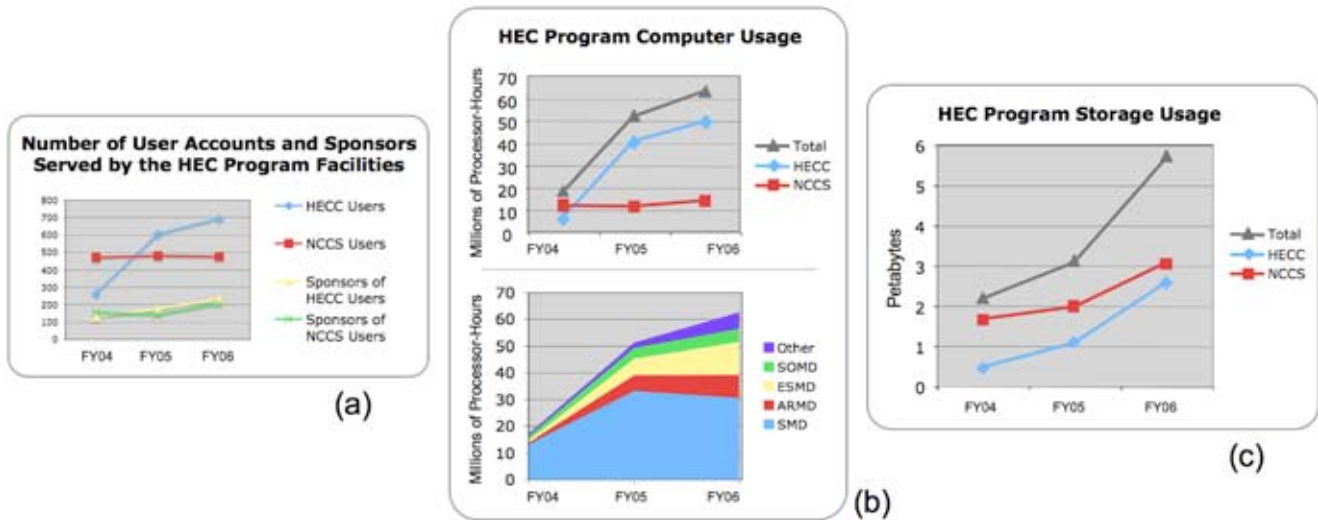 Number of User Accounts and Sponsors
Served by the HEC Program Facilities
800
700
600
500
400
300
200
100
0
FY04
FY05
FY06
HECC Users
NCCS Users
Sponsors of
HECC Users
Sponsors of
NCCS Users
(a)
HEC Program Computer Usage
Millions of Processor-Hours
70
60
50
40
30
20
10
0
FY04
FY05
FY06
Total
HECC
NCCS
Millions of Processor-Hours
70
60
50
40
30
20
10
0
FY04
FY05
FY06
Other
SOMD
ESMD
ARMD
SMD
(b)
HEC Program Storage Usage
Petabytes
6
5
4
3
2
1
0
FY04
FY05
FY06
Total
HECC
NCCS
(c)